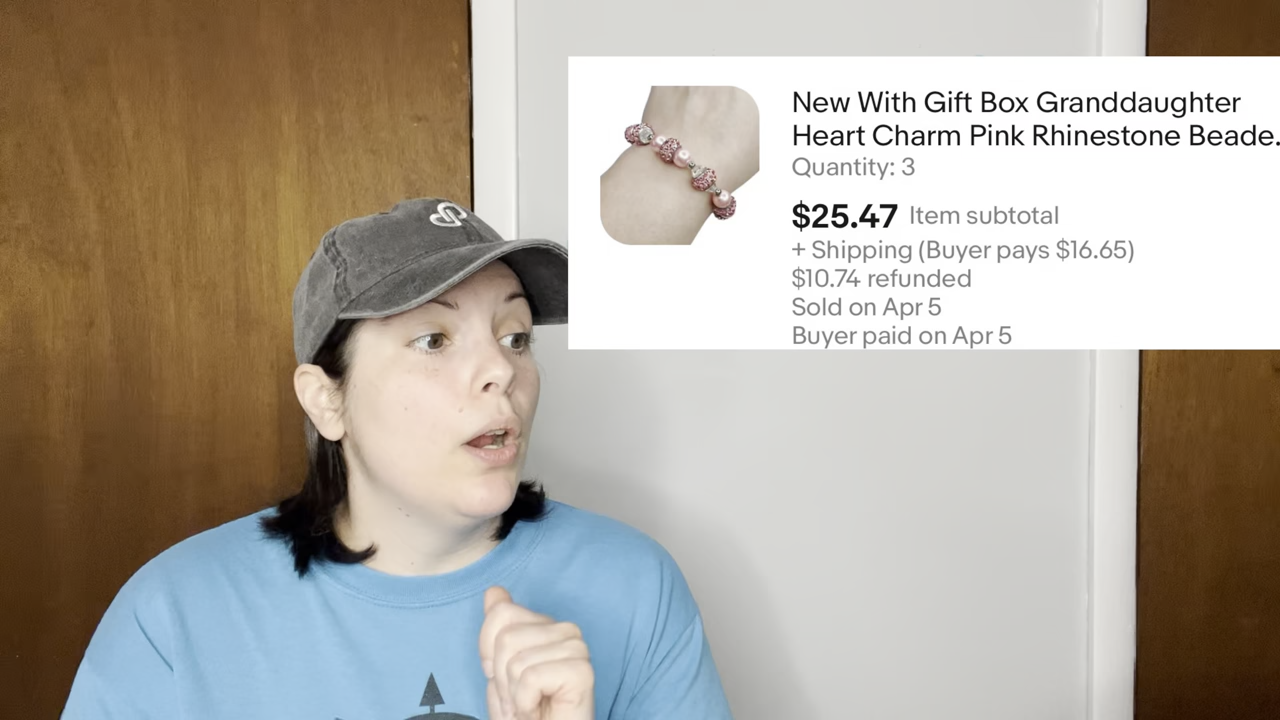 New With Gift Box Granddaughter
Heart Charm Pink Rhinestone Beade.
Quantity: 3
$25.47 Item subtotal
+ Shipping (Buyer pays $16.65)
$10.74 refunded
Sold on Apr 5
Buyer paid on Apr 5